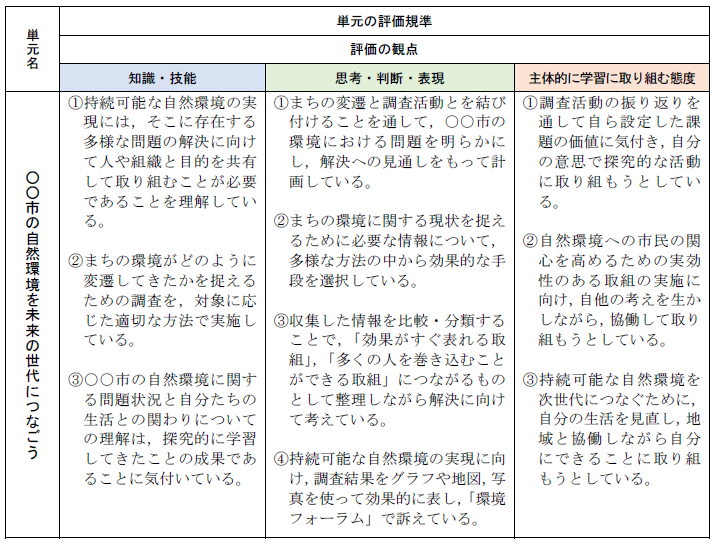 単元名
単元の評価規準
評価の観点
知識・技能
思考・判断・表現
主体的に学習に取り組む態度
〇〇市の自然環境を未来の世代につなごう
①持続可能な自然環境の実
現には，そこに存在する
多様な問題の解決に向け
て人や組織と目的を共有
して取り組むことが必要
であることを理解してい
る。
②まちの環境がどのように
変遷してきたかを捉える
ための調査を，対象に応
じた適切な方法で実施し
ている。
③〇〇市の自然環境に関す
る問題状況と自分たちの
生活との関わりについて
の理解は，探究的に学習
してきたことの成果であ
ることに気付いている。
①まちの変遷と調査活動とを結び
付けることを通して，〇〇市の
環境における問題を明らかに
し，解決への見通しをもって計
画している。
②まちの環境に関する現状を捉え
るために必要な情報について，
多様な方法の中から効果的な手
段を選択している。
③収集した情報を比較・分類する
ことで，「効果がすぐ表れる取
組」，「多くの人を巻き込むこと
ができる取組」につながるもの
として整理しながら解決に向け
て考えている。
④持続可能な自然環境の実現に向
け，調査結果をグラフや地図，写
真を使って効果的に表し，「環境
フォーラム」で訴えている。
①調査活動の振り返りを
通して自ら設定した課
題の価値に気付き，自分
の意思で探究的な活動
に取り組もうとしてい
る。
②自然環境への市民の関
心を高めるための実効
性のある取組の実施に
向け，自他の考えを生か
しながら，協働して取り
組もうとしている。
③持続可能な自然環境を
次世代につなぐために，
自分の生活を見直し，地
域と協働しながら自分
にできることに取り組
もうとしている。